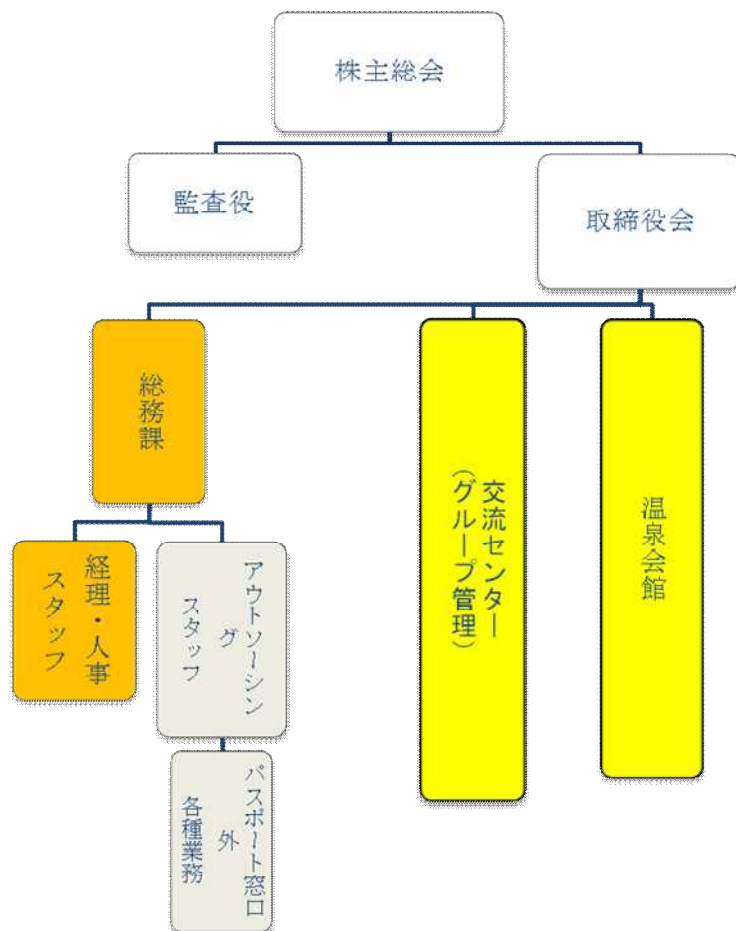 株主総会
監査役
取締役会
総務課
交流センター
（グループ管理）
温泉会館
経理・人事
スタッフ
アウトソーシン
グ
スタッフ
パスポート窓口
外
各種業務